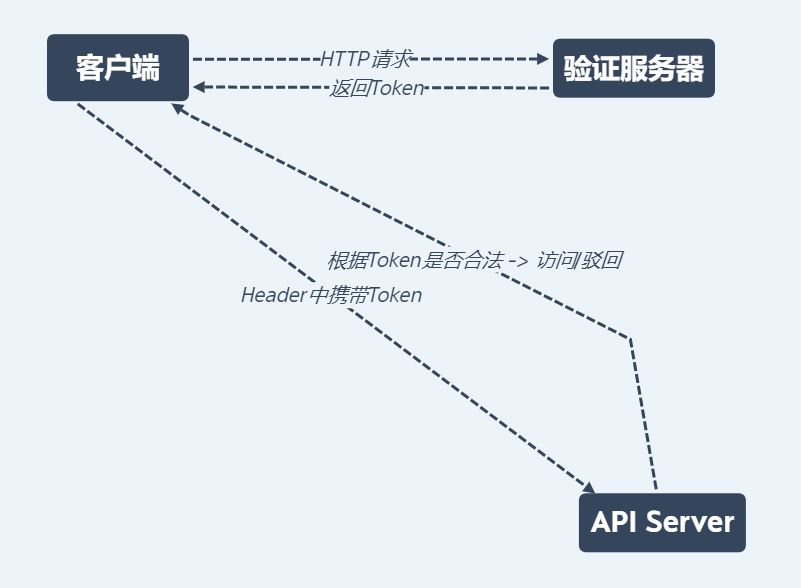 客户端
HTTP请求
验证服务器
返回Token
根据Token是否合法 -> 访问/驳回
Header中携带Token
API Server